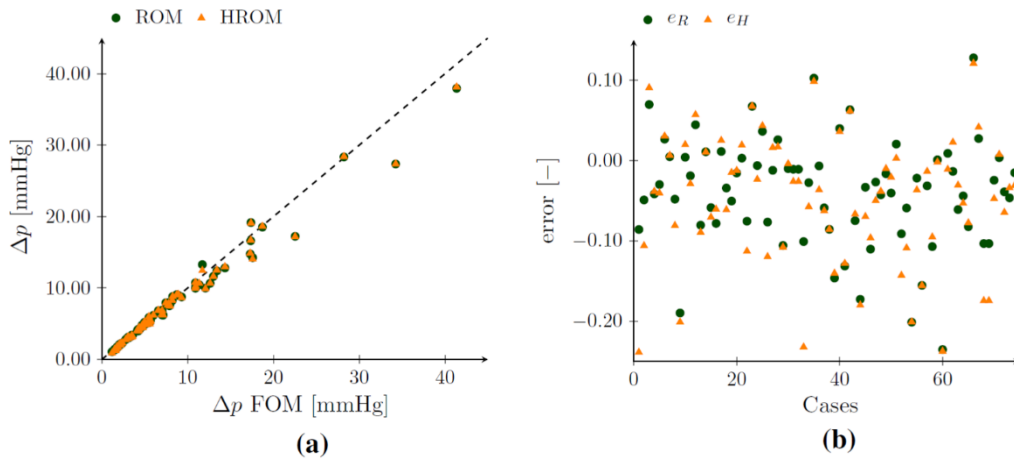 ROM HROM
40.00
30.00
20.00
10.00
0.00
Δp [mmHg]
0 10 20 30 40
Δp FOM [mmHg]
(a)
e_R e_H
0.10
0.00
−0.10
−0.20
error [−]
0 20 40 60
Cases
(b)